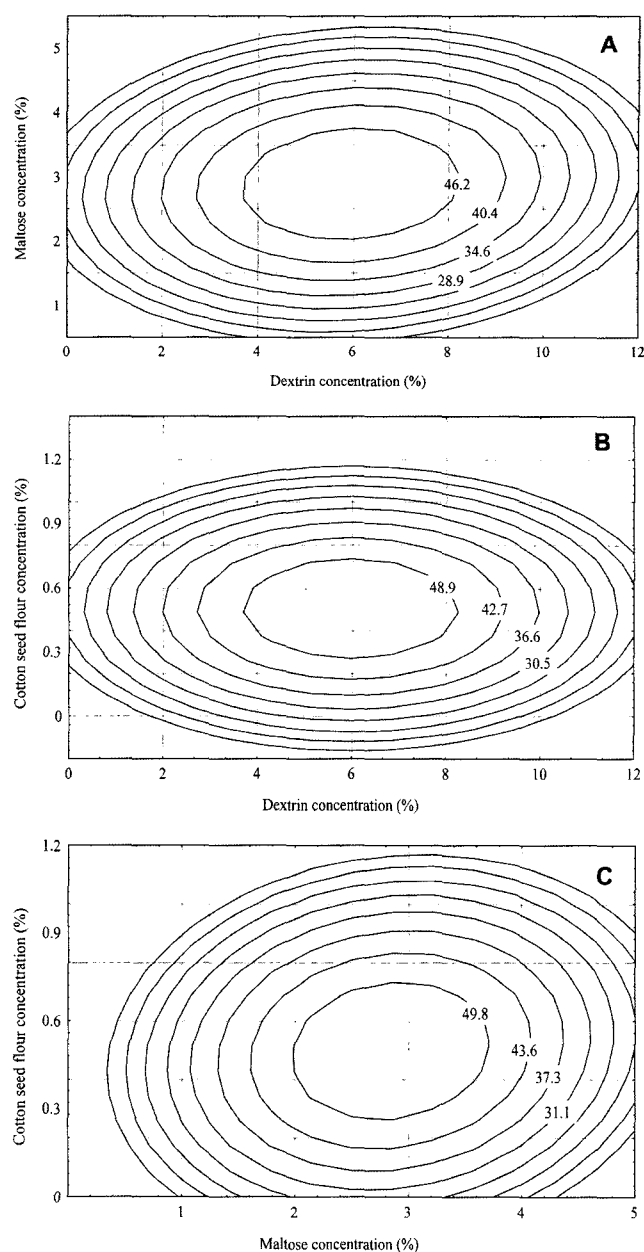 A
5
4
3
2
1
Maltose concentration (%)
46.2
40.4
34.6
28.9
0 2 4 6 8 10 12
Dextrin concentration (%)
B
1.2
0.9
0.6
0.3
0
Cotton seed flour concentration (%)
48.9
42.7
36.6
30.5
0 2 4 6 8 10 12
Dextrin concentration (%)
C
1.2
0.9
0.6
0.3
0
Cotton seed flour concentration (%)
49.8
43.6
37.3
31.1
1 2 3 4 5
Maltose concentration (%)